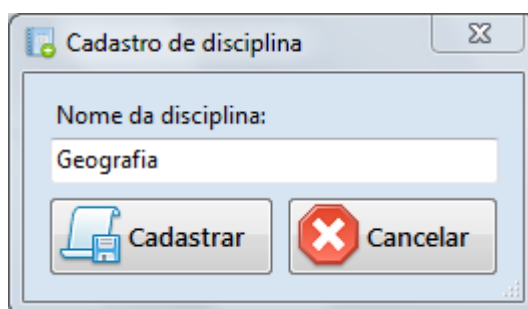 Cadastro de disciplina
Nome da disciplina:
Geografia
Cadastrar
Cancelar